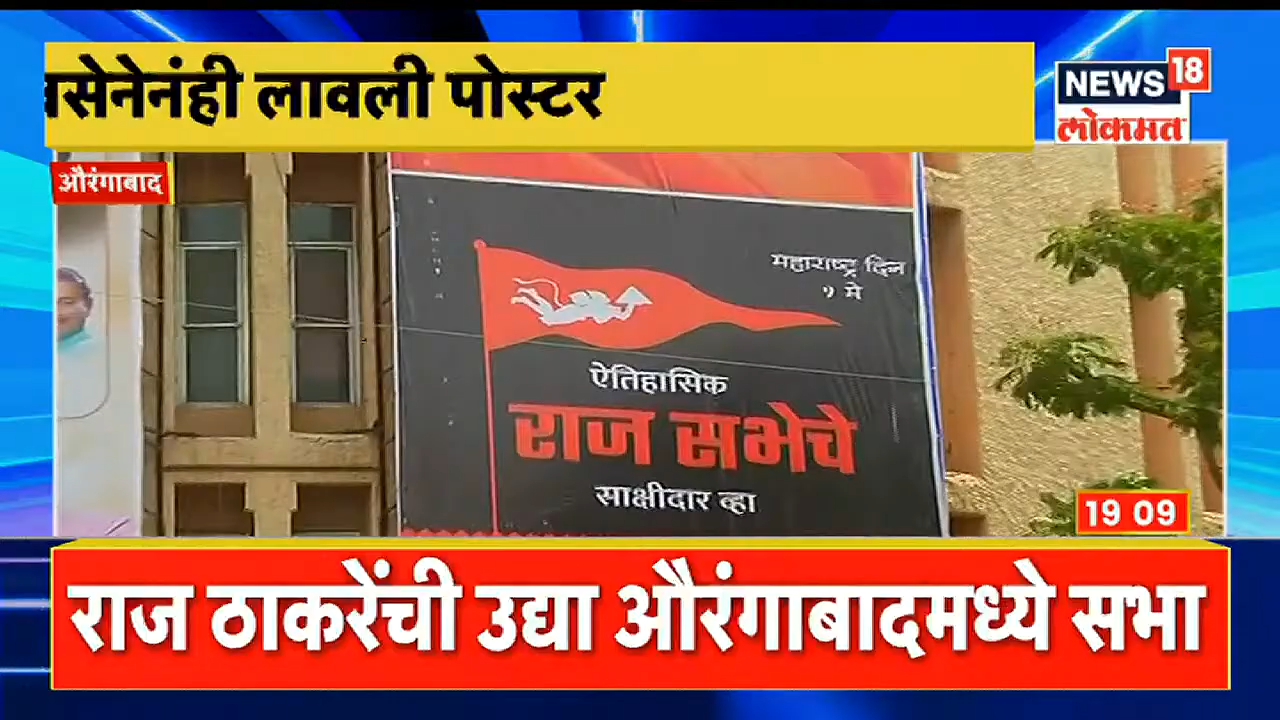 लावली पोस्टर
NEWS 18
लोकमत
औरंगाबाद
महाराष्ट्र दिन
१ मे
ऐतिहासिक
राज सभेचे
साक्षीदार व्हा
19 09
राज ठाकरेंची उद्या औरंगाबादमध्ये सभा